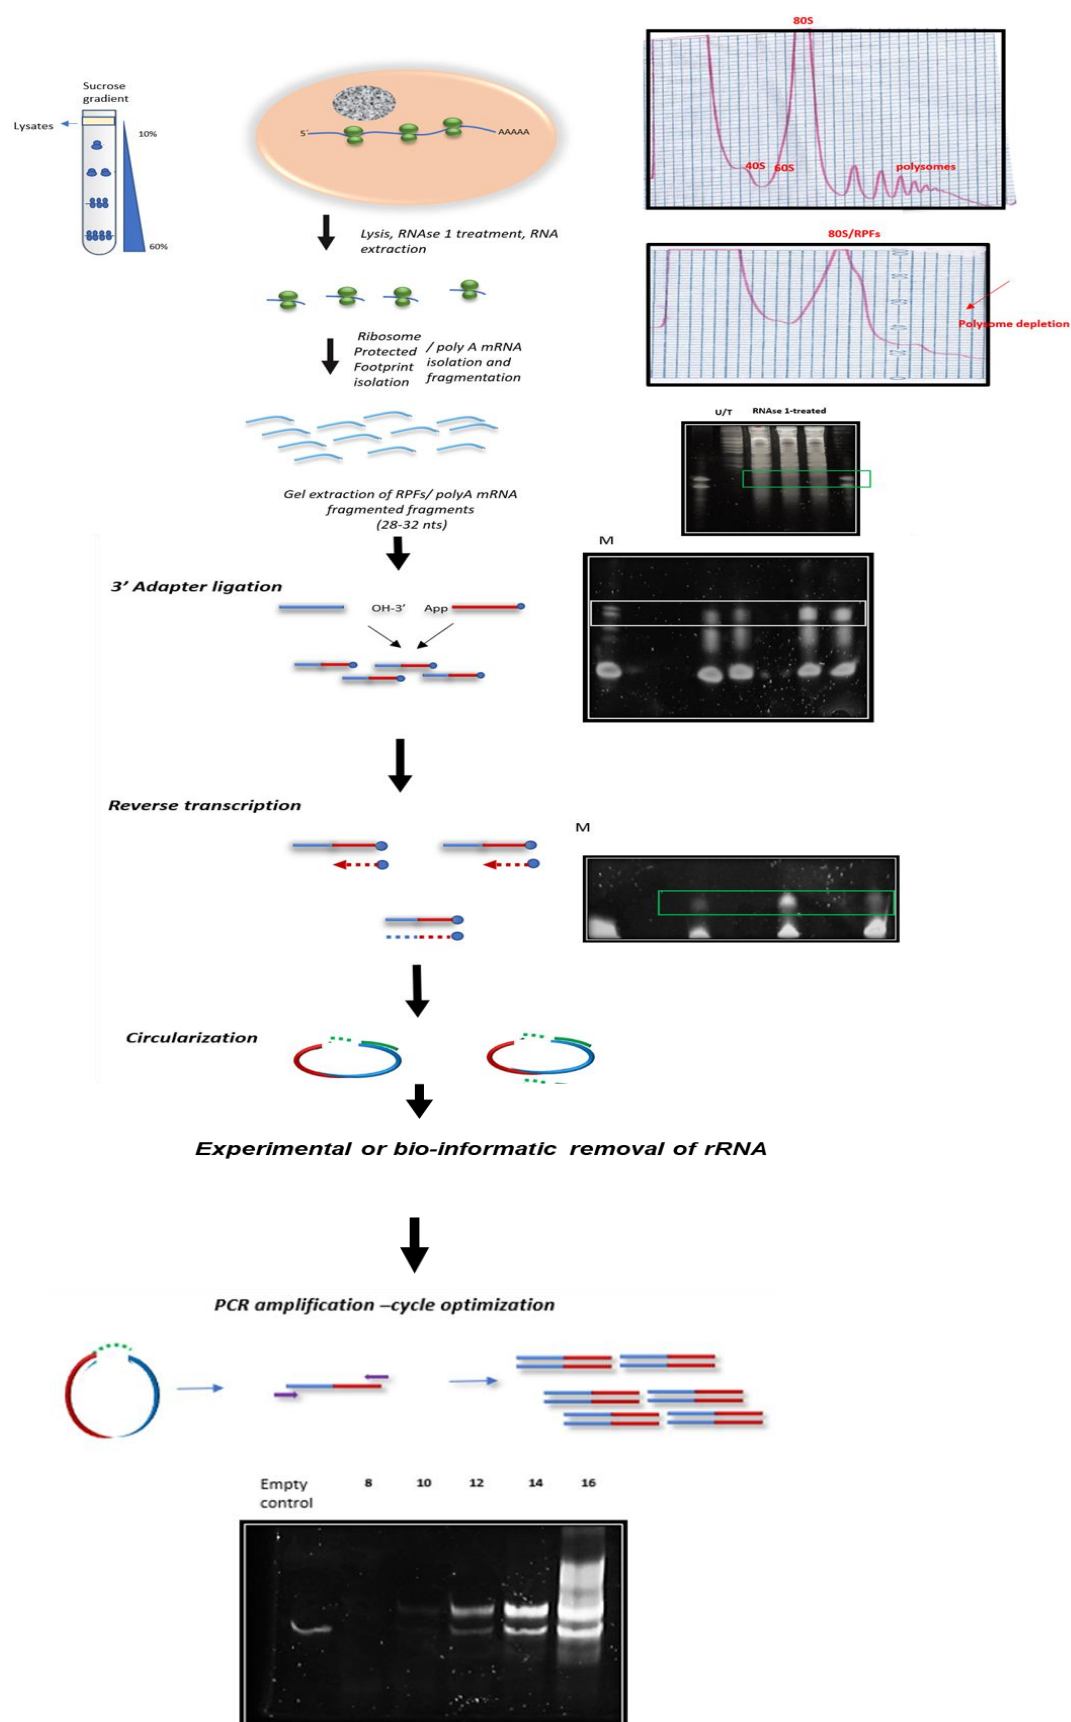 80S
Sucrose
gradient
Lysates
10%
60%
5´
AAAAA
40S
60S
polysomes
Lysis, RNAse 1 treatment, RNA
extraction
80S/RPFs
Polysome depletion
Ribosome
Protected
Footprint
isolation
/ poly A mRNA
isolation and
fragmentation
U/T
RNAse 1-treated
Gel extraction of RPFs/ polyA mRNA
fragmented fragments
(28-32 nts)
M
3’ Adapter ligation
OH-3’
App
Reverse transcription
M
Circularization
Experimental or bio-informatic removal of rRNA
PCR amplification –cycle optimization
Empty
control
8
10
12
14
16